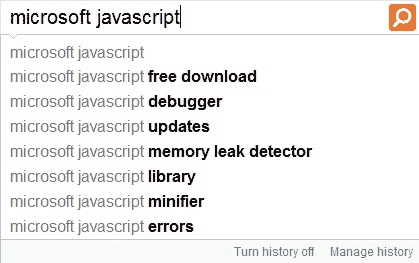 microsoft javascript
microsoft javascript
microsoft javascript free download
microsoft javascript debugger
microsoft javascript updates
microsoft javascript memory leak detector
microsoft javascript library
microsoft javascript minifier
microsoft javascript errors
Turn history off Manage history